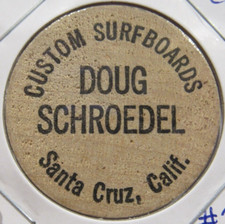 CUSTOM SURFBOARDS
DOUG
SCHROEDEL
Santa Cruz, Calif.